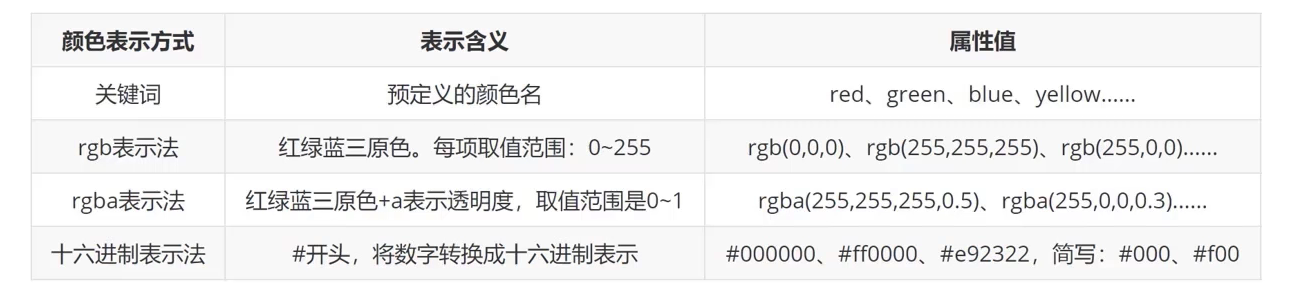 颜色表示方式 表示含义 属性值
关键词 预定义的颜色名 red、green、blue、yellow......
rgb表示法 红绿蓝三原色。每项取值范围：0~255 rgb(0,0,0)、rgb(255,255,255)、rgb(255,0,0)......
rgba表示法 红绿蓝三原色+a表示透明度，取值范围是0~1 rgba(255,255,255,0.5)、rgba(255,0,0,0.3)......
十六进制表示法 #开头，将数字转换成十六进制表示 #000000、#ff0000、#e92322，简写：#000、#f00